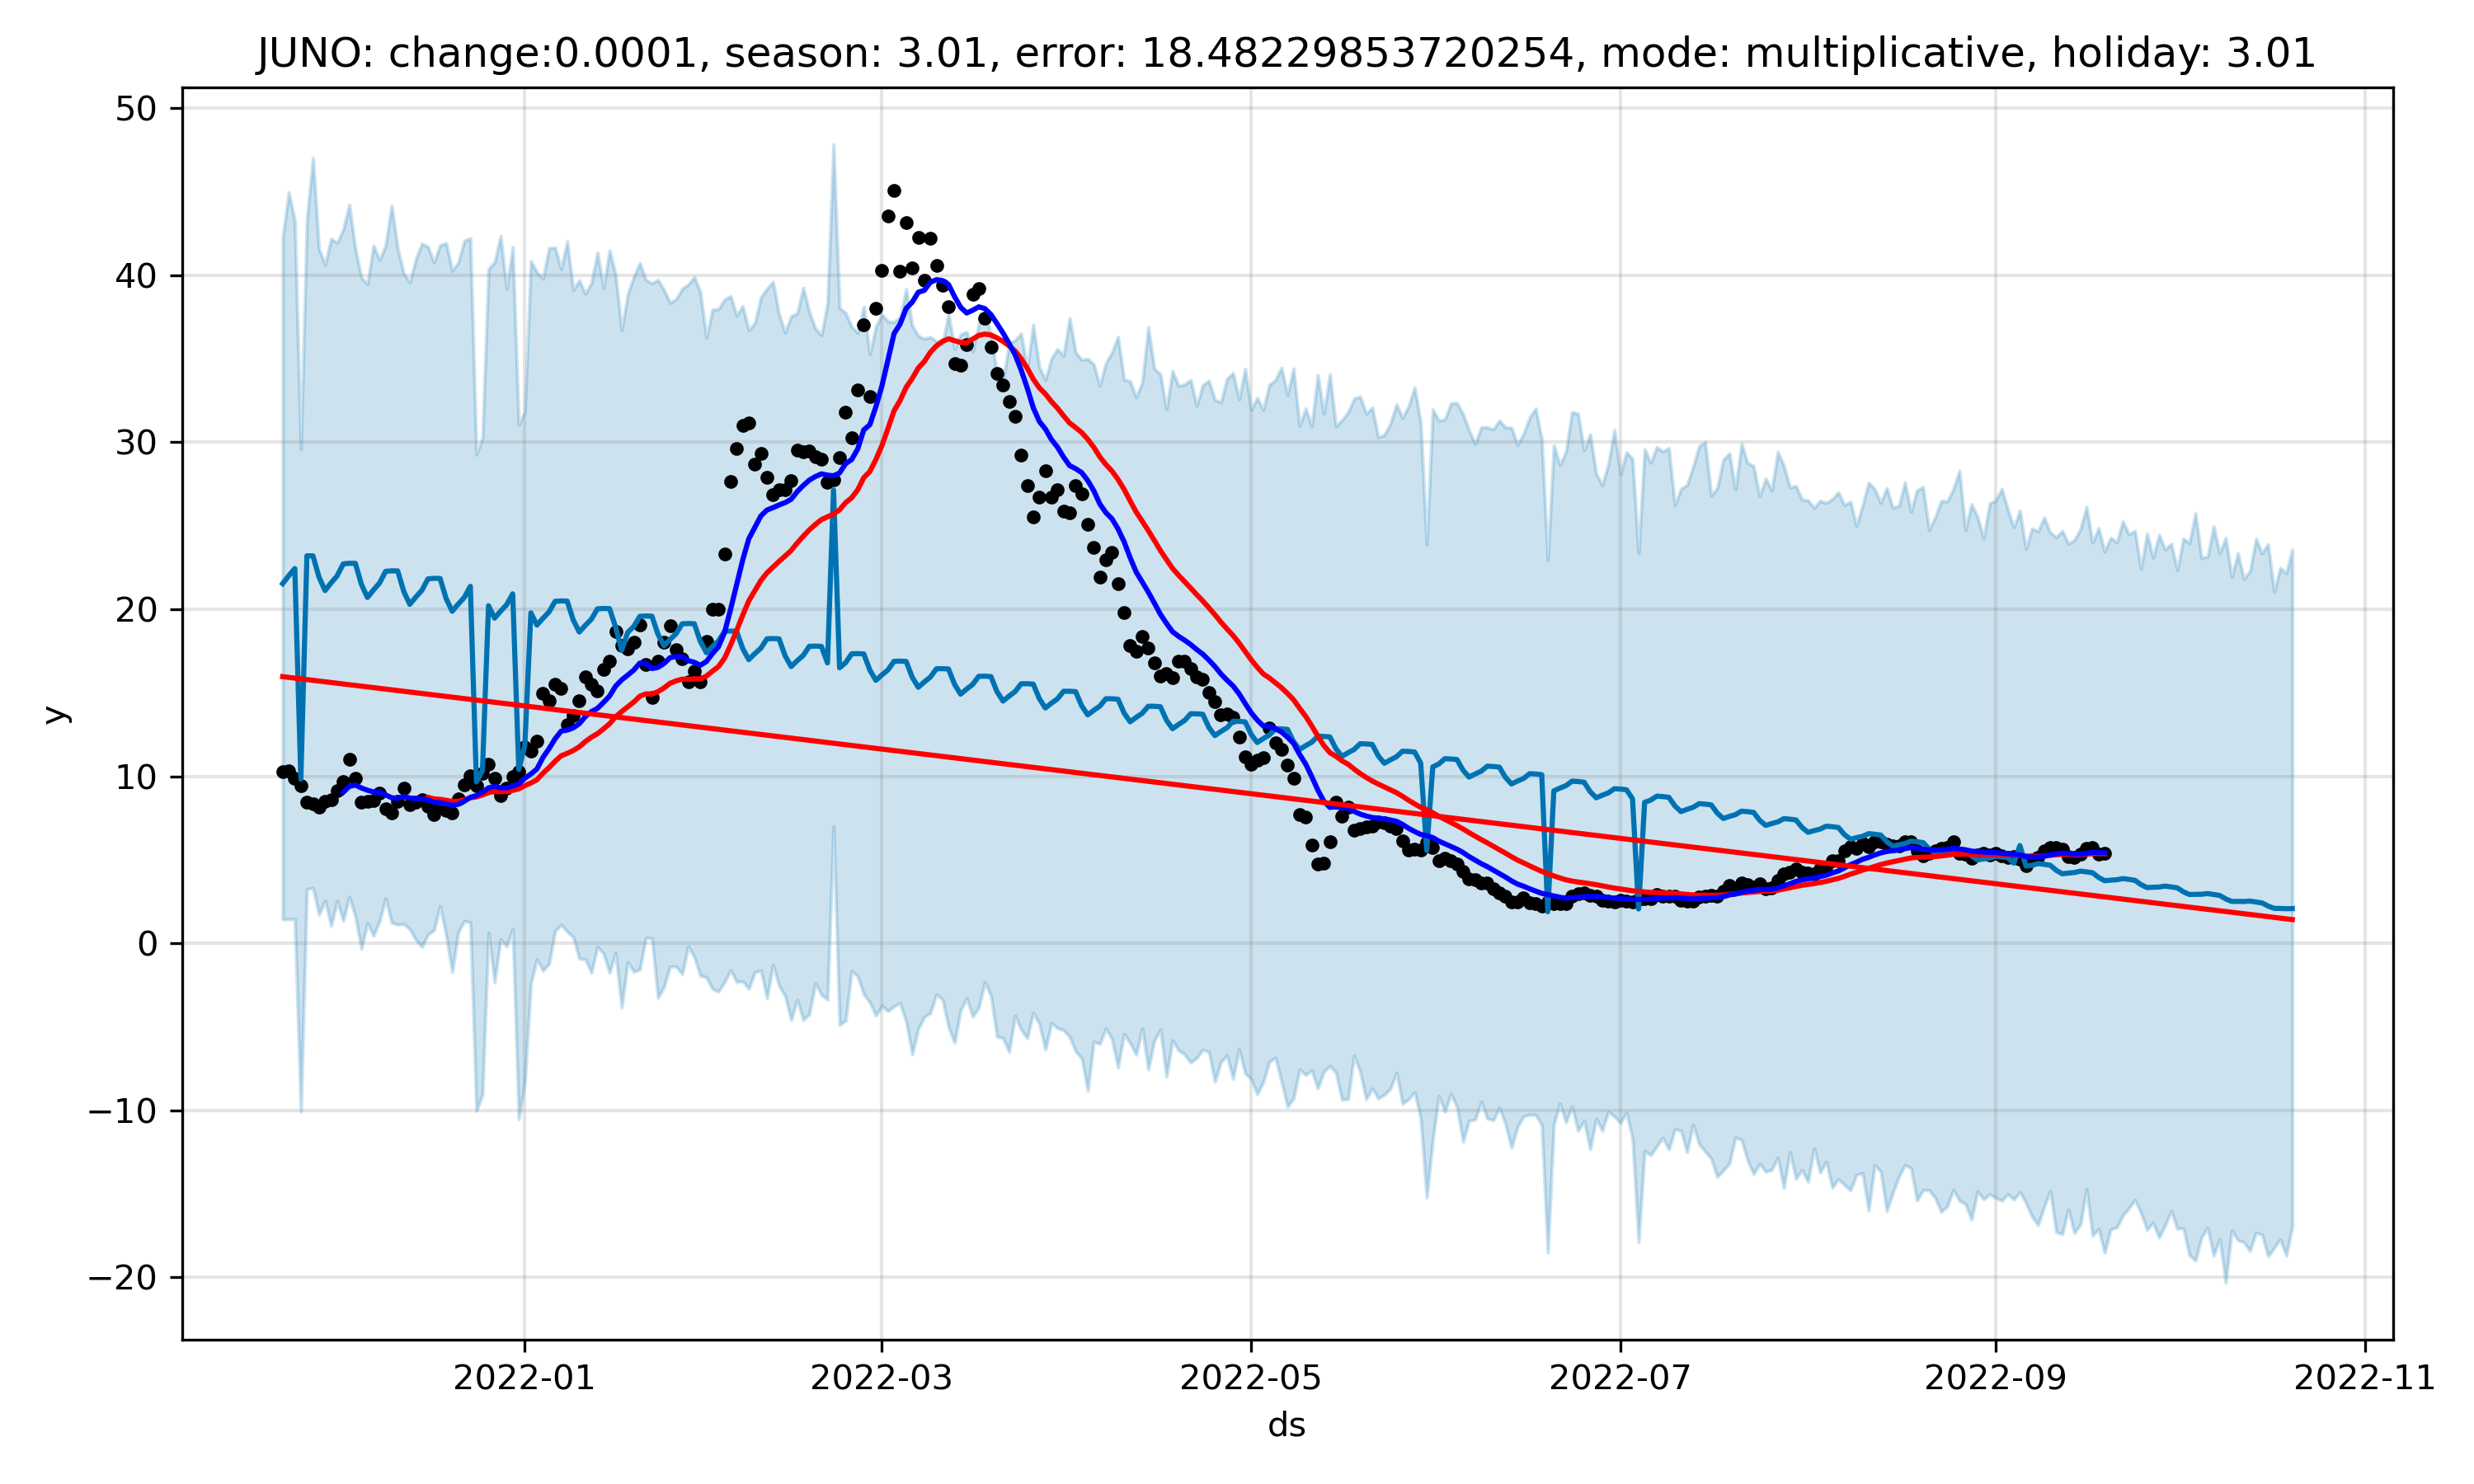 JUNO: change:0.0001, season: 3.01, error: 18.48229853720254, mode: multiplicative, holiday: 3.01
50
40
30
20
10
0
−10
−20
y
2022-01 2022-03 2022-05 2022-07 2022-09 2022-11
ds